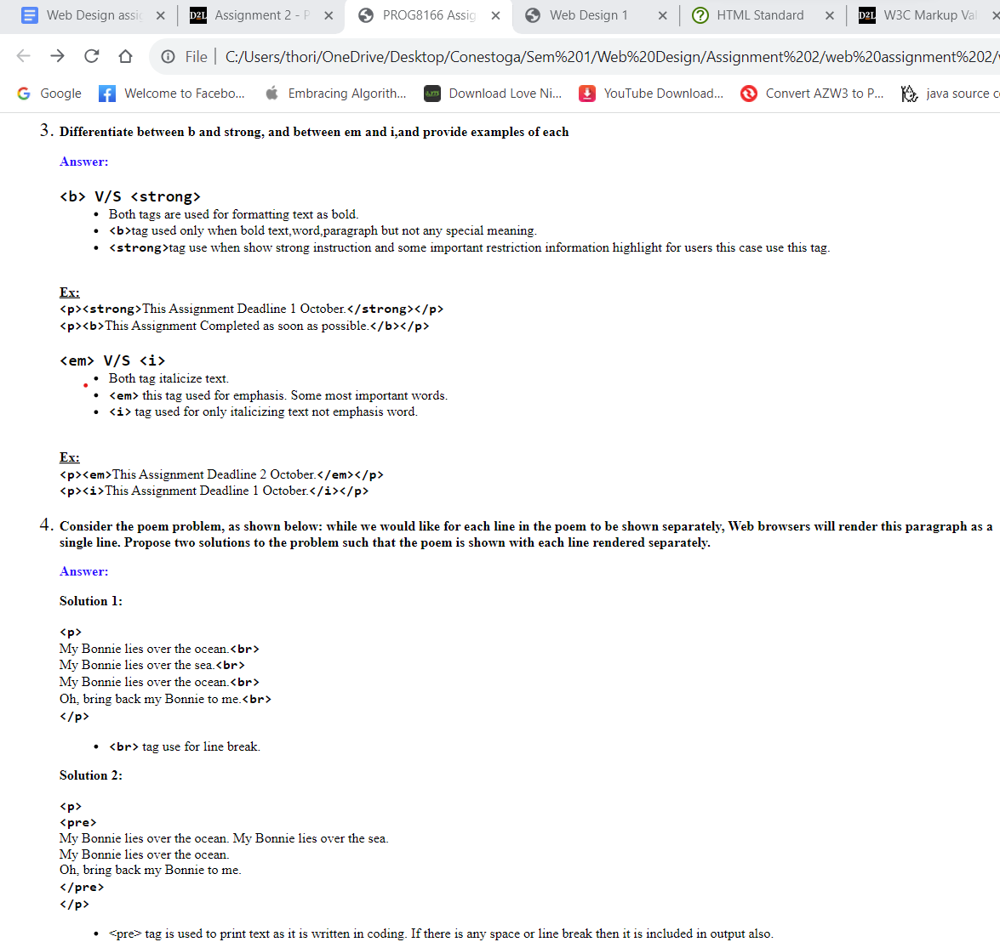 Web Design assig
Assignment 2 - P
PROG8166 Assig
Web Design 1
HTML Standard
W3C Markup Val
File | C:/Users/thori/OneDrive/Desktop/Conestoga/Sem%201/Web%20Design/Assignment%202/web%20assignment%202/
Google
Welcome to Facebo...
Embracing Algorith...
Download Love Ni...
YouTube Download...
Convert AZW3 to P...
java source c
3. Differentiate between b and strong, and between em and i,and provide examples of each
Answer:
<b> V/S <strong>
• Both tags are used for formatting text as bold.
• <b>tag used only when bold text,word,paragraph but not any special meaning.
• <strong>tag use when show strong instruction and some important restriction information highlight for users this case use this tag.
Ex:
<p><strong>This Assignment Deadline 1 October.</strong></p>
<p><b>This Assignment Completed as soon as possible.</b></p>
<em> V/S <i>
• Both tag italicize text.
• <em> this tag used for emphasis. Some most important words.
• <i> tag used for only italicizing text not emphasis word.
Ex:
<p><em>This Assignment Deadline 2 October.</em></p>
<p><i>This Assignment Deadline 1 October.</i></p>
4. Consider the poem problem, as shown below: while we would like for each line in the poem to be shown separately, Web browsers will render this paragraph as a
single line. Propose two solutions to the problem such that the poem is shown with each line rendered separately.
Answer:
Solution 1:
<p>
My Bonnie lies over the ocean.<br>
My Bonnie lies over the sea.<br>
My Bonnie lies over the ocean.<br>
Oh, bring back my Bonnie to me.<br>
</p>
• <br> tag use for line break.
Solution 2:
<p>
<pre>
My Bonnie lies over the ocean. My Bonnie lies over the sea.
My Bonnie lies over the ocean.
Oh, bring back my Bonnie to me.
</pre>
</p>
• <pre> tag is used to print text as it is written in coding. If there is any space or line break then it is included in output also.